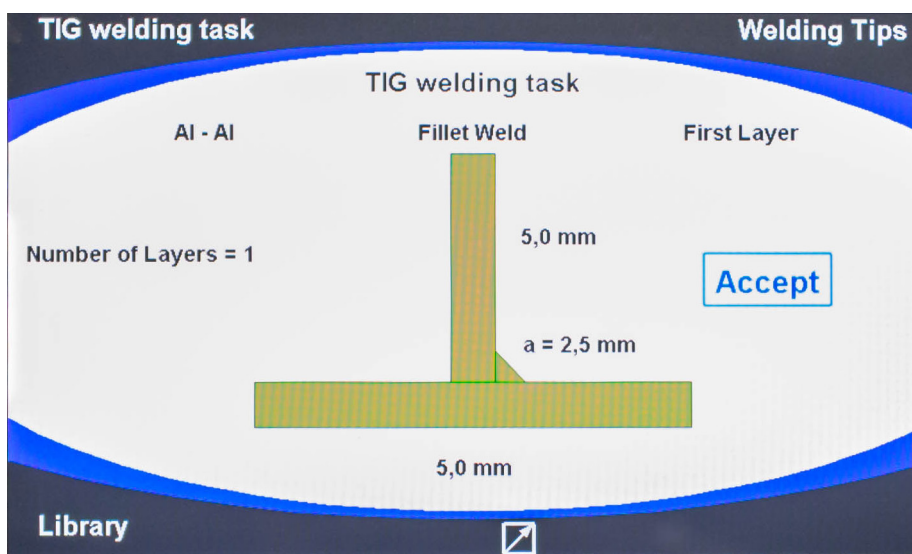 TIG welding task
Welding Tips
TIG welding task
Al - Al
Fillet Weld
First Layer
5,0 mm
Number of Layers = 1
Accept
a = 2,5 mm
5,0 mm
Library